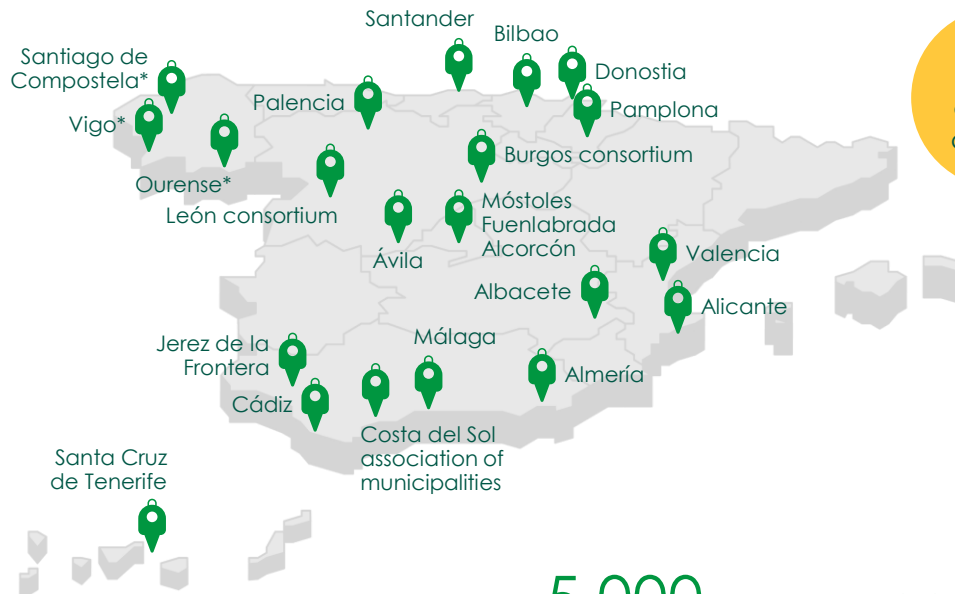 Santander
Bilbao
Santiago de
Compostela*
Donostia
Palencia
Pamplona
Vigo*
Burgos consortium
Ourense*
León consortium
Móstoles
Fuenlabrada
Alcorcón
Ávila
Valencia
Albacete
Alicante
Málaga
Jerez de la
Frontera
Almería
Cádiz
Costa del Sol
association of
municipalities
Santa Cruz
de Tenerife
5,000